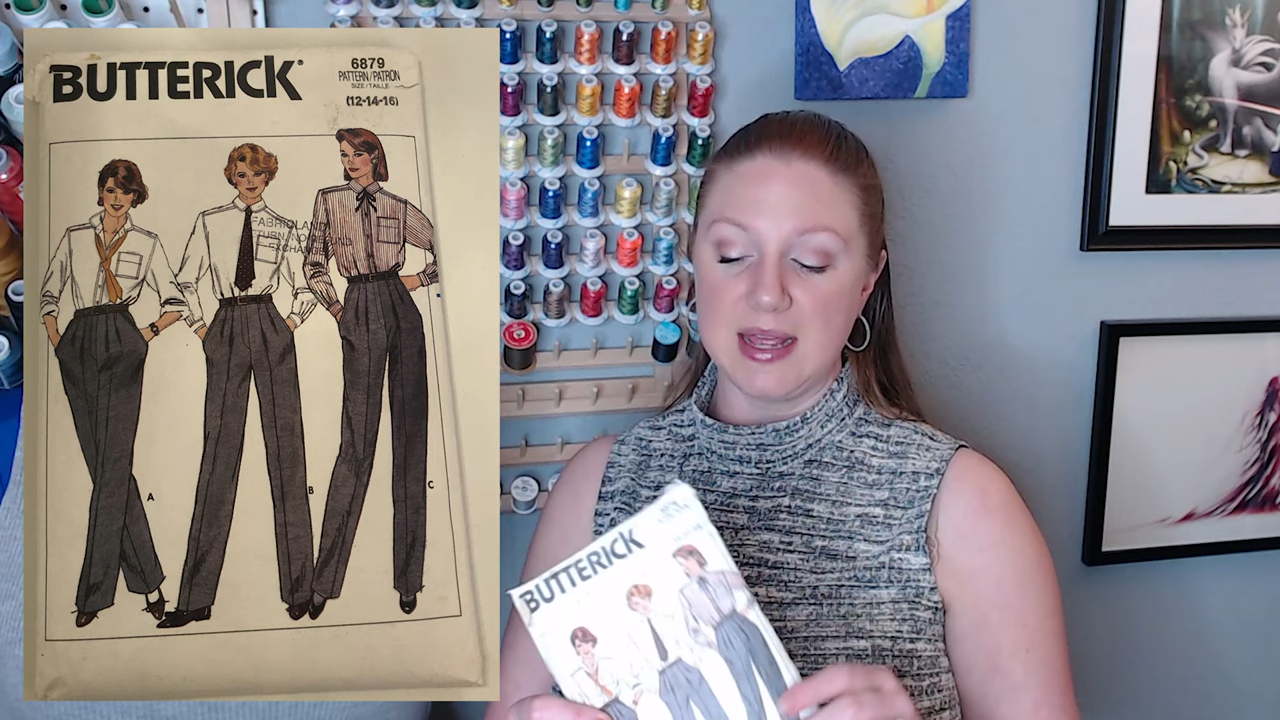 BUTTERICK®
6879
PATTERN/PATRON
SIZE/TAILLE
(12-14-16)
A
B
C
BUTTERICK